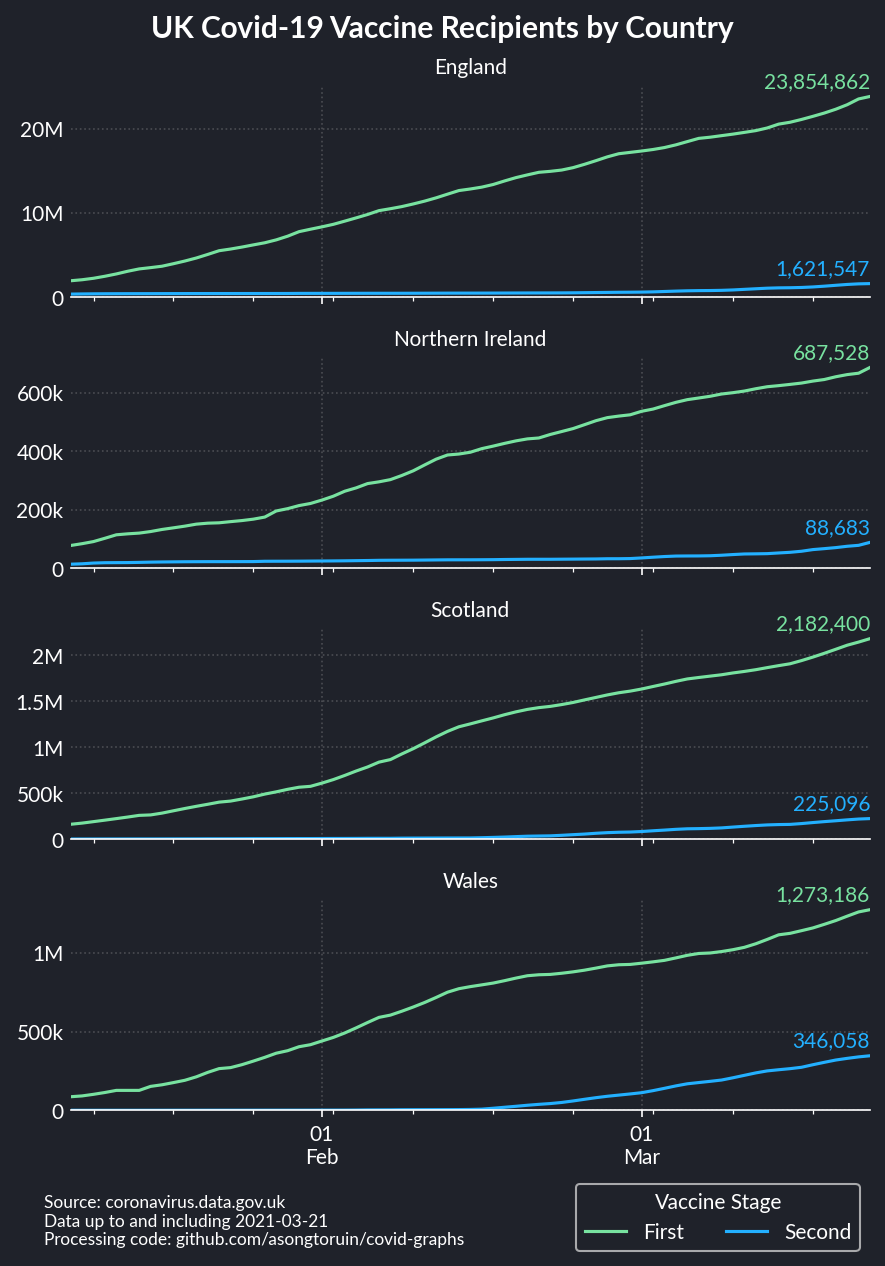 UK Covid-19 Vaccine Recipients by Country
England
23,854,862
20M
10M
1,621,547
0
Northern Ireland
687,528
600k
400k
200k
88,683
0
Scotland
2,182,400
2M
1.5M
1M
500k
225,096
0
Wales
1,273,186
1M
500k
346,058
0
01 01
Feb Mar
Source: coronavirus.data.gov.uk
Data up to and including 2021-03-21
Processing code: github.com/asongtoruin/covid-graphs
Vaccine Stage
First Second